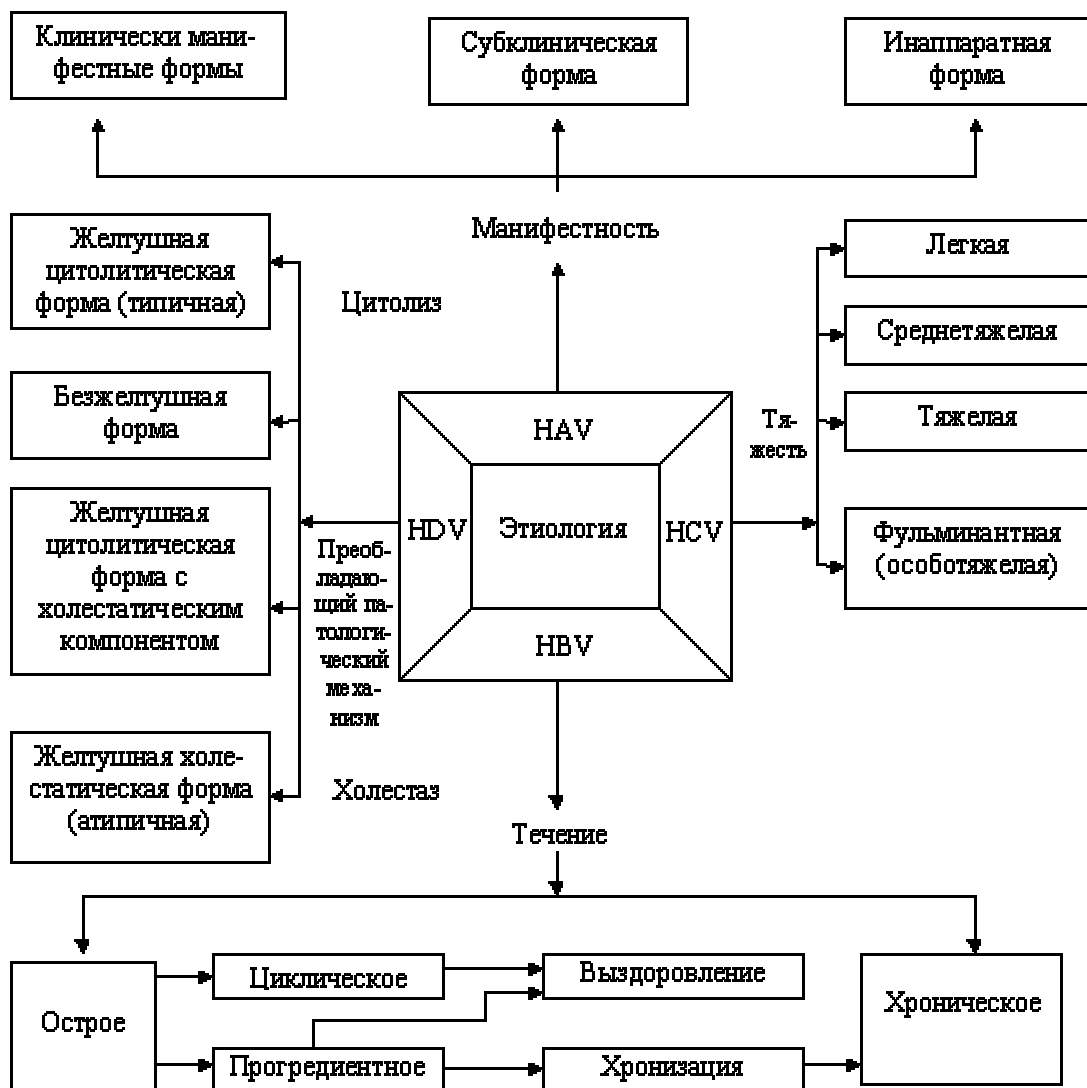 Клинически мани-
фестные формы
Субклиническая
форма
Инаппаратная
форма
Манифестность
Желтушная
цитолитическая
форма (типичная)
Цитолиз
Безжелтушная
форма
Желтушная
цитолитическая
форма с
холестатическим
компонентом
Преоб-
ладаю-
щий па-
тологи-
ческий
меха-
низм
Желтушная холе-
статическая форма
(атипичная)
Холестаз
HAV
HDV
Этиология
HCV
HBV
Тя-
жесть
Легкая
Среднетяжелая
Тяжелая
Фульминантная
(особотяжелая)
Течение
Острое
Циклическое
Выздоровление
Прогредиентное
Хронизация
Хроническое